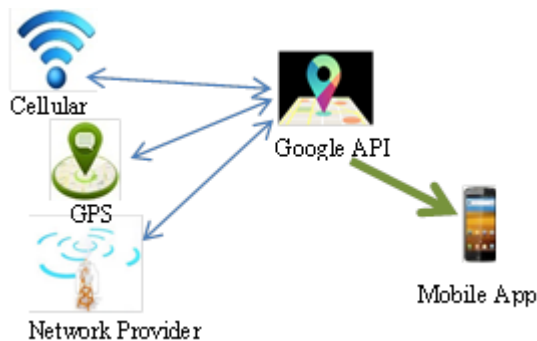 Cellular
Google API
GPS
Mobile App
Network Provider